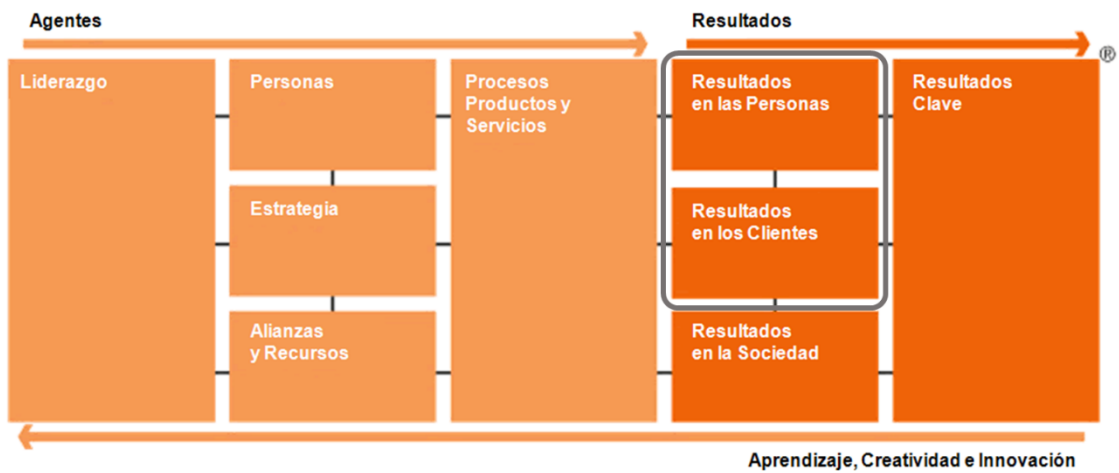 Agentes
Resultados
®
Liderazgo
Personas
Procesos
Productos y
Servicios
Resultados
en las Personas
Resultados
Clave
Estrategia
Resultados
en los Clientes
Alianzas
y Recursos
Resultados
en la Sociedad
Aprendizaje, Creatividad e Innovación